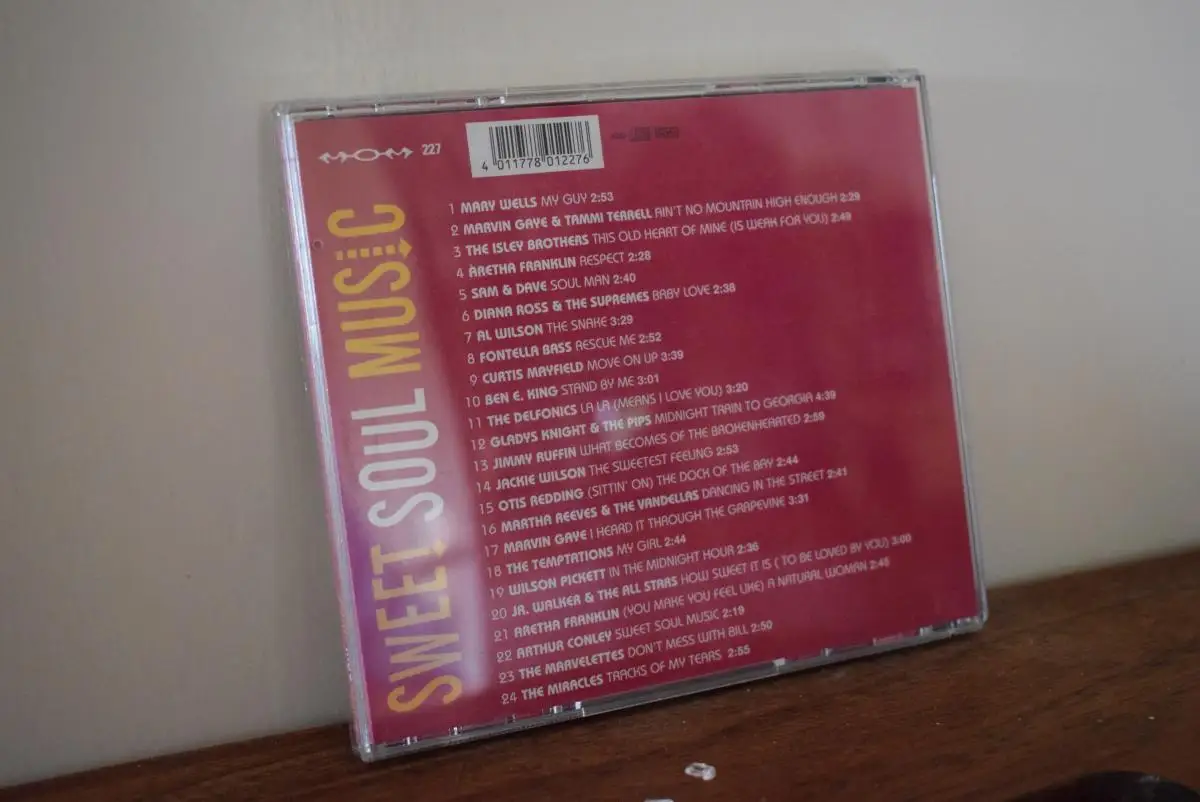 MOM 227
4 011778 012276
SWEET SOUL MUSIC
1 MARY WELLS MY GUY 2:53
2 MARVIN GAYE & TAMMI TERRELL AIN'T NO MOUNTAIN HIGH ENOUGH 2:29
3 THE ISLEY BROTHERS THIS OLD HEART OF MINE (IS WEAK FOR YOU) 2:49
4 ARETHA FRANKLIN RESPECT 2:28
5 SAM & DAVE SOUL MAN 2:40
6 DIANA ROSS & THE SUPREMES BABY LOVE 2:38
7 AL WILSON THE SNAKE 3:29
8 FONTELLA BASS RESCUE ME 2:52
9 CURTIS MAYFIELD MOVE ON UP 3:39
10 BEN E. KING STAND BY ME 3:01
11 THE DELFONICS LA LA (MEANS I LOVE YOU) 3:20
12 GLADYS KNIGHT & THE PIPS MIDNIGHT TRAIN TO GEORGIA 4:39
13 JIMMY RUFFIN WHAT BECOMES OF THE BROKENHEARTED 2:59
14 JACKIE WILSON THE SWEETEST FEELING 2:53
15 OTIS REDDING (SITTIN' ON) THE DOCK OF THE BAY 2:44
16 MARTHA REEVES & THE VANDELLAS DANCING IN THE STREET 2:41
17 MARVIN GAYE I HEARD IT THROUGH THE GRAPEVINE 3:31
18 THE TEMPTATIONS MY GIRL 2:44
19 WILSON PICKETT IN THE MIDNIGHT HOUR 2:36
20 JR. WALKER & THE ALL STARS HOW SWEET IT IS ( TO BE LOVED BY YOU) 3:00
21 ARETHA FRANKLIN (YOU MAKE YOU FEEL LIKE) A NATURAL WOMAN 2:45
22 ARTHUR CONLEY SWEET SOUL MUSIC 2:19
23 THE MARVELETTES DON'T MESS WITH BILL 2:50
24 THE MIRACLES TRACKS OF MY TEARS 2:55